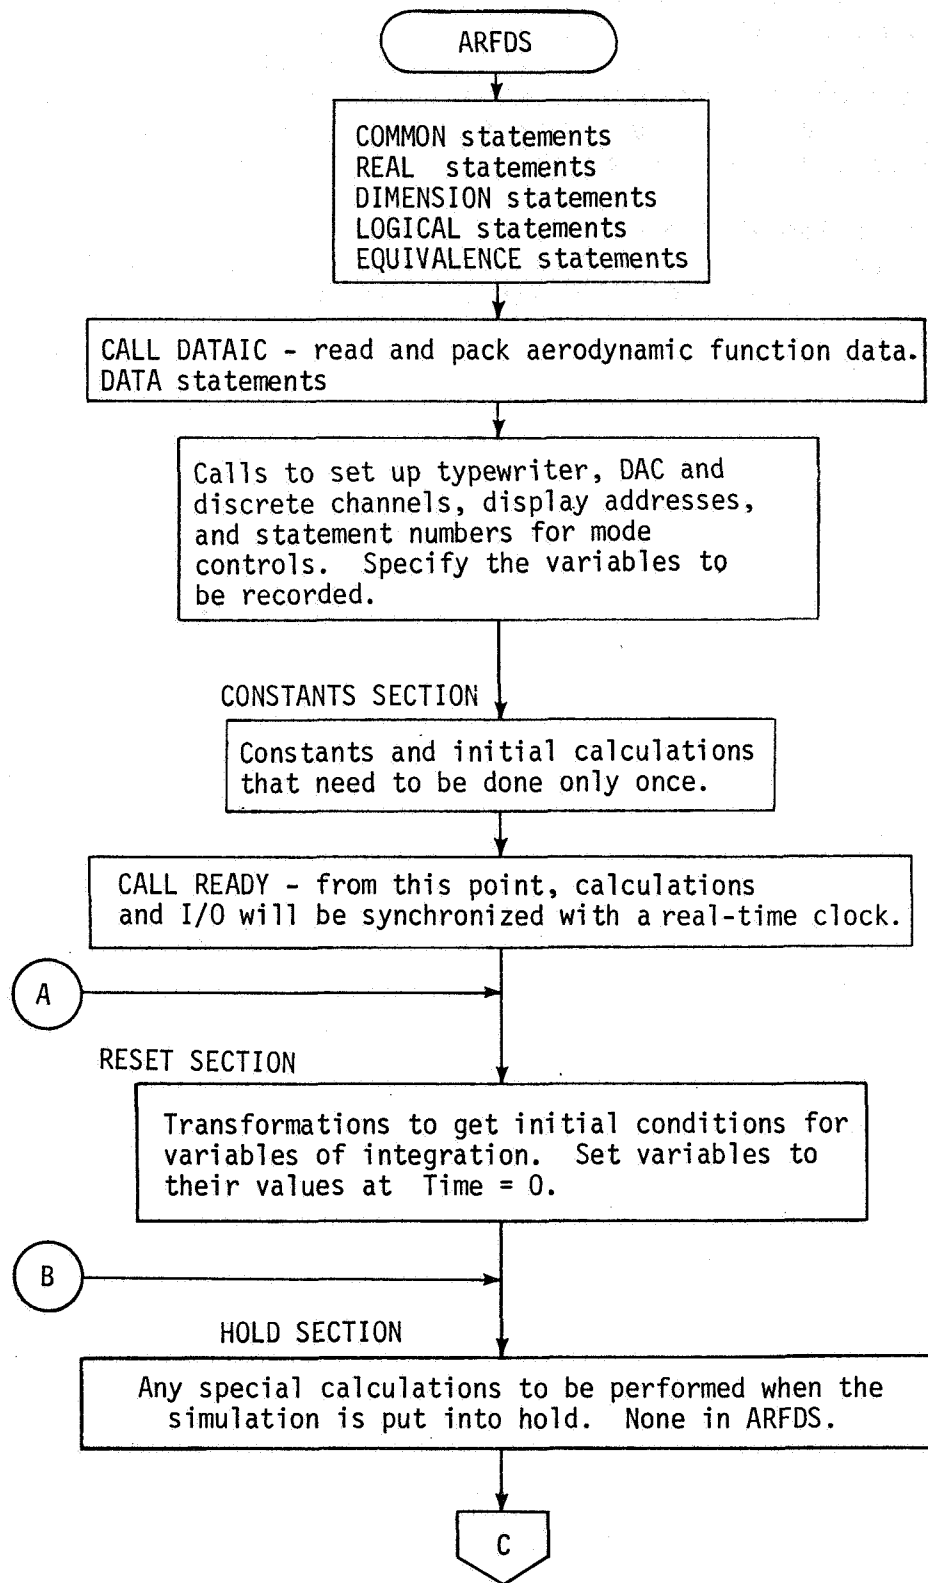 ARFDS
COMMON statements
REAL statements
DIMENSION statements
LOGICAL statements
EQUIVALENCE statements
CALL DATAIC - read and pack aerodynamic function data.
DATA statements
Calls to set up typewriter, DAC and
discrete channels, display addresses,
and statement numbers for mode
controls. Specify the variables to
be recorded.
CONSTANTS SECTION
Constants and initial calculations
that need to be done only once.
CALL READY - from this point, calculations
and I/O will be synchronized with a real-time clock.
A
RESET SECTION
Transformations to get initial conditions for
variables of integration. Set variables to
their values at Time = 0.
B
HOLD SECTION
Any special calculations to be performed when the
simulation is put into hold. None in ARFDS.
C